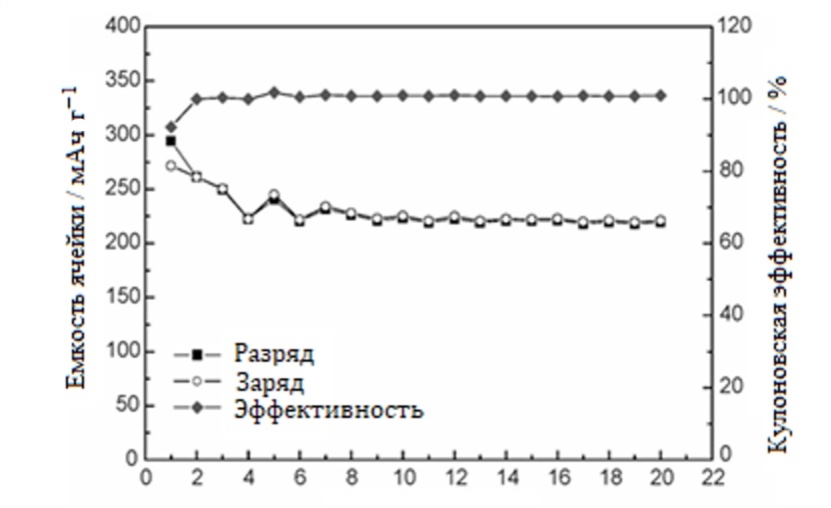 Емкость ячейки / мАч г⁻¹
400
350
300
250
200
150
100
50
0
Разряд
Заряд
Эффективность
0 2 4 6 8 10 12 14 16 18 20 22
120
100
80
60
40
20
0
Кулоновская эффективность / %